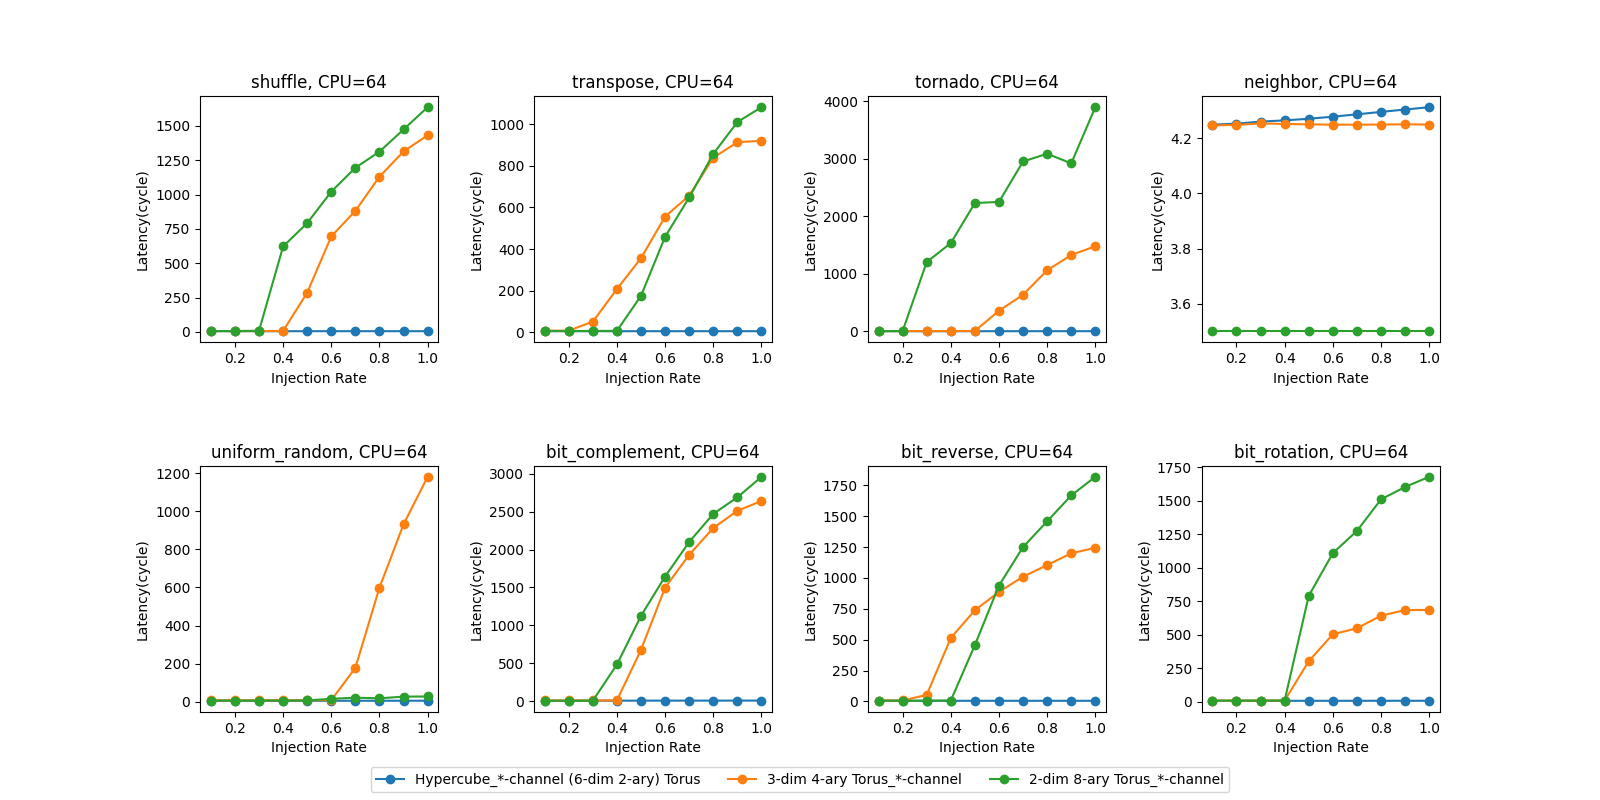 shuffle, CPU=64
Latency(cycle)
1500
1250
1000
750
500
250
0
0.2 0.4 0.6 0.8 1.0
Injection Rate
transpose, CPU=64
Latency(cycle)
1000
800
600
400
200
0
0.2 0.4 0.6 0.8 1.0
Injection Rate
tornado, CPU=64
Latency(cycle)
4000
3000
2000
1000
0
0.2 0.4 0.6 0.8 1.0
Injection Rate
neighbor, CPU=64
Latency(cycle)
4.2
4.0
3.8
3.6
0.2 0.4 0.6 0.8 1.0
Injection Rate
uniform_random, CPU=64
Latency(cycle)
1200
1000
800
600
400
200
0
0.2 0.4 0.6 0.8 1.0
Injection Rate
bit_complement, CPU=64
Latency(cycle)
3000
2500
2000
1500
1000
500
0
0.2 0.4 0.6 0.8 1.0
Injection Rate
bit_reverse, CPU=64
Latency(cycle)
1750
1500
1250
1000
750
500
250
0
0.2 0.4 0.6 0.8 1.0
Injection Rate
bit_rotation, CPU=64
Latency(cycle)
1750
1500
1250
1000
750
500
250
0
0.2 0.4 0.6 0.8 1.0
Injection Rate
Hypercube_*-channel (6-dim 2-ary) Torus 3-dim 4-ary Torus_*-channel 2-dim 8-ary Torus_*-channel